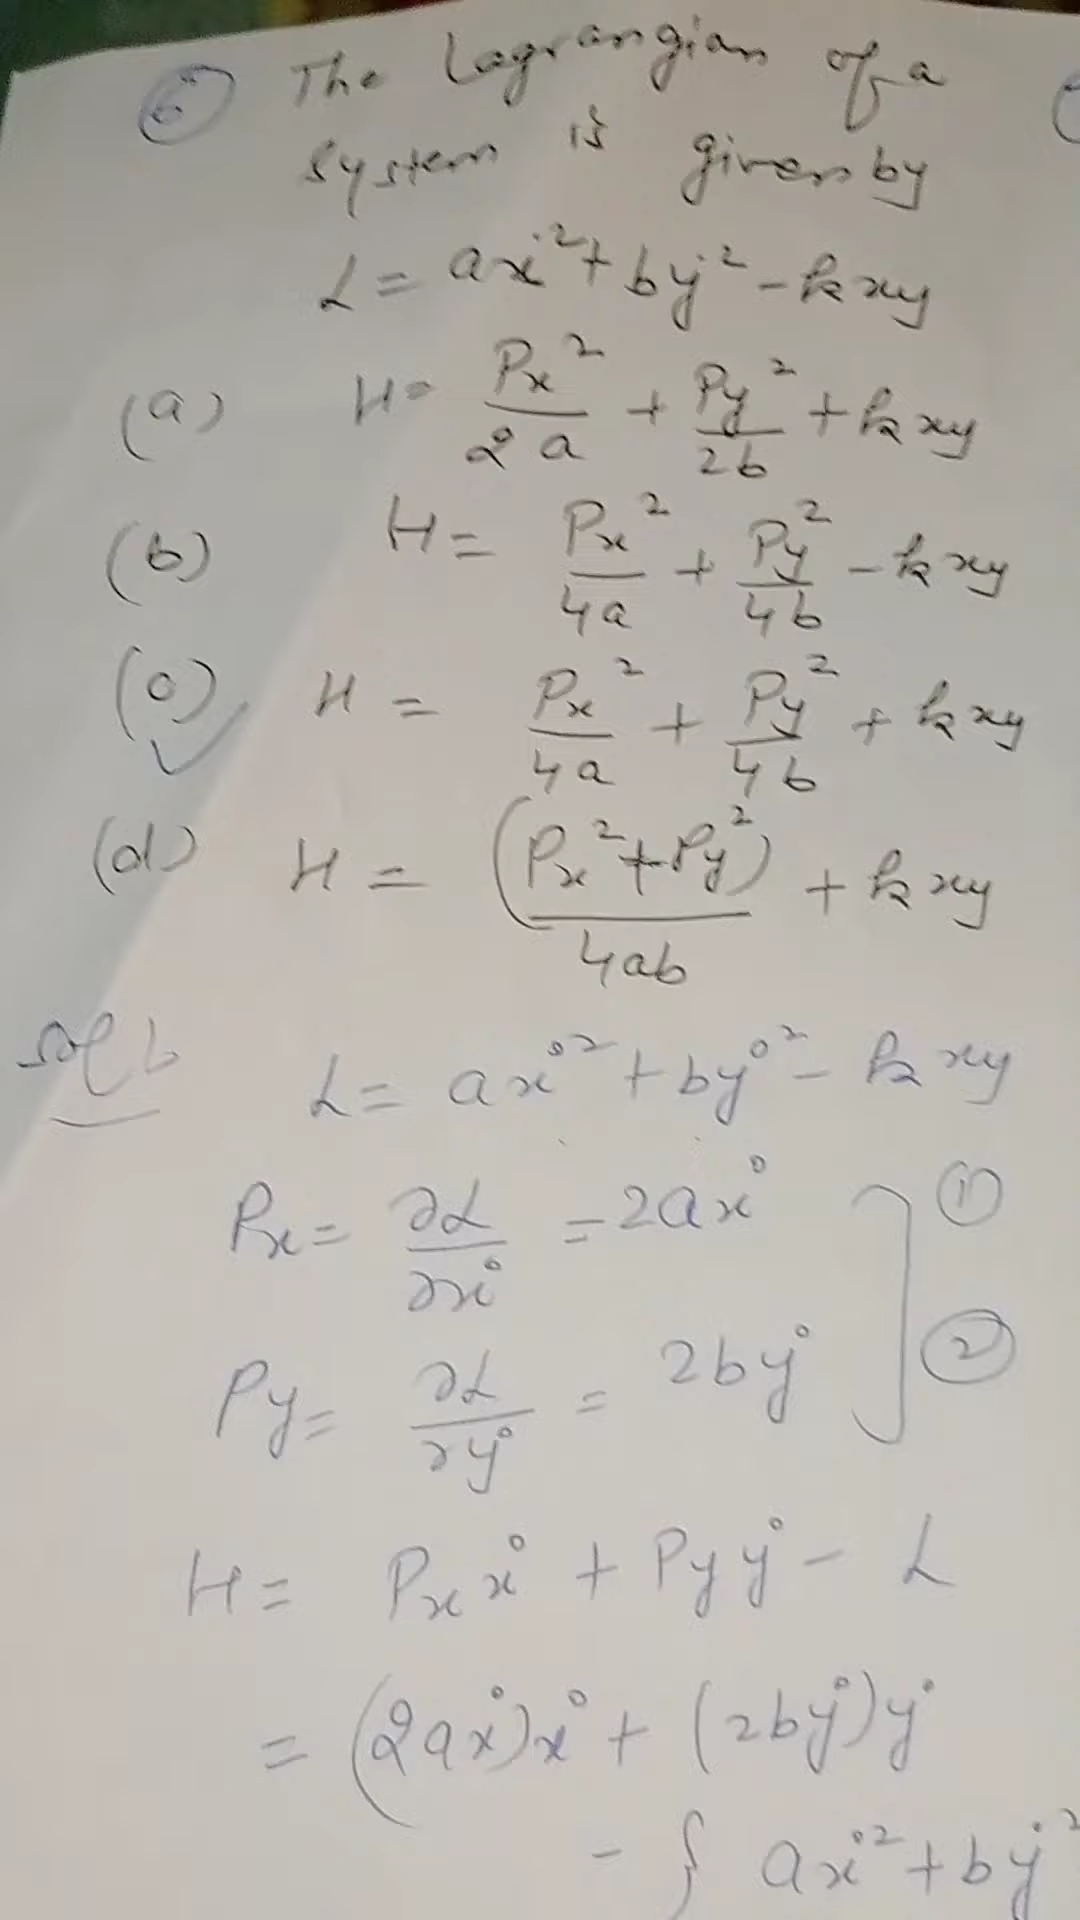 6 The Lagrangian of a
system is given by
L = aẋ² + bẏ² - kxy
(a) H = Px²/2a + Py²/2b + kxy
(b) H = Px²/4a + Py²/4b - kxy
(c) H = Px²/4a + Py²/4b + kxy
(d) H = (Px² + Py²)/4ab + kxy
L = aẋ² + bẏ² - kxy
Px = ∂L/∂ẋ = 2aẋ ①
Py = ∂L/∂ẏ = 2bẏ ②
H = Pxẋ + Pyẏ - L
= (2aẋ)ẋ + (2bẏ)ẏ
- { aẋ² + bẏ²